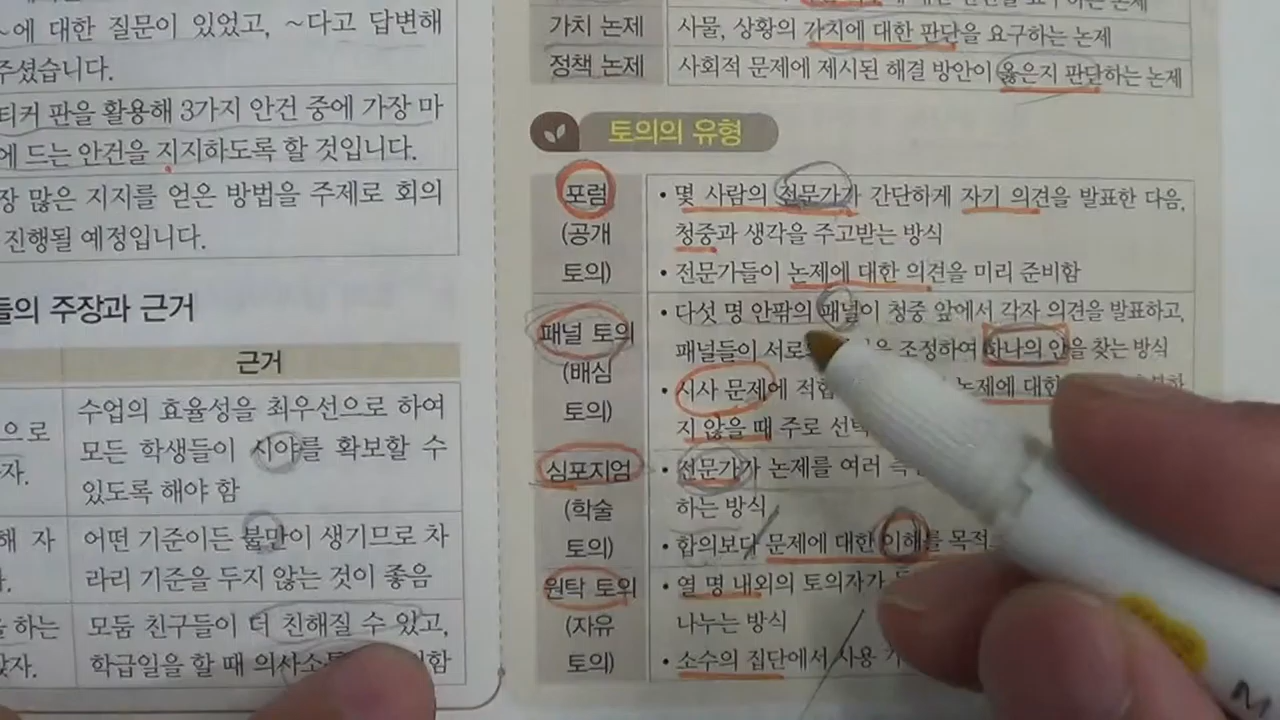 ~에 대한 질문이 있었고, ~다고 답변해
주셨습니다.
티커 판을 활용해 3가지 안건 중에 가장 마
에 드는 안건을 지지하도록 할 것입니다.
장 많은 지지를 얻은 방법을 주제로 회의
진행될 예정입니다.
들의 주장과 근거
근거
으로
자.
수업의 효율성을 최우선으로 하여
모든 학생들이 시야를 확보할 수
있도록 해야 함
해 자
어떤 기준이든 불만이 생기므로 차
라리 기준을 두지 않는 것이 좋음
을 하는
모둠 친구들이 더 친해질 수 있고,
학급일을 할 때
가치 논제
사물, 상황의 가치에 대한 판단을 요구하는 논제
정책 논제
사회적 문제에 제시된 해결 방안이 옳은지 판단하는 논제
토의의 유형
포럼
(공개
토의)
• 몇 사람의 전문가가 간단하게 자기 의견을 발표한 다음,
청중과 생각을 주고받는 방식
• 전문가들이 논제에 대한 의견을 미리 준비함
패널 토의
(배심
토의)
• 다섯 명 안팎의 패널이 청중 앞에서 각자 의견을 발표하고,
패널들이 조정하여 하나의 안을 찾는 방식
• 시사 문제에 논제에 대한
지 않을 때 주로
심포지엄
(학술
토의)
• 전문가가 논제를 여러
하는 방식
• 합의보다 문제에 대한 이해를
원탁 토의
(자유
토의)
• 열 명 내외의 토의자가
나누는 방식
• 소수의 집단에서 사용
M